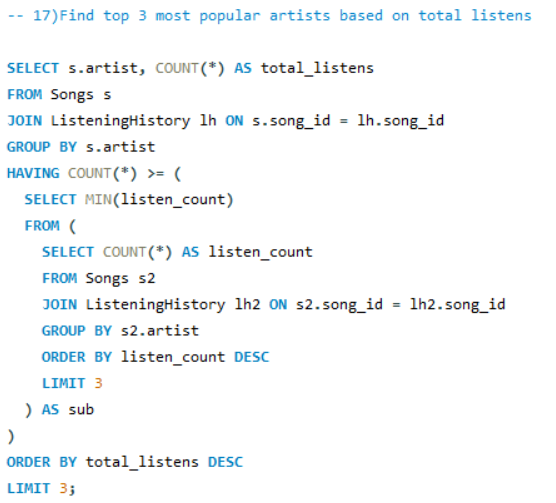 -- 17)Find top 3 most popular artists based on total listens
SELECT s.artist, COUNT(*) AS total_listens
FROM Songs s
JOIN ListeningHistory lh ON s.song_id = lh.song_id
GROUP BY s.artist
HAVING COUNT(*) >= (
SELECT MIN(listen_count)
FROM (
SELECT COUNT(*) AS listen_count
FROM Songs s2
JOIN ListeningHistory lh2 ON s2.song_id = lh2.song_id
GROUP BY s2.artist
ORDER BY listen_count DESC
LIMIT 3
) AS sub
)
ORDER BY total_listens DESC
LIMIT 3;